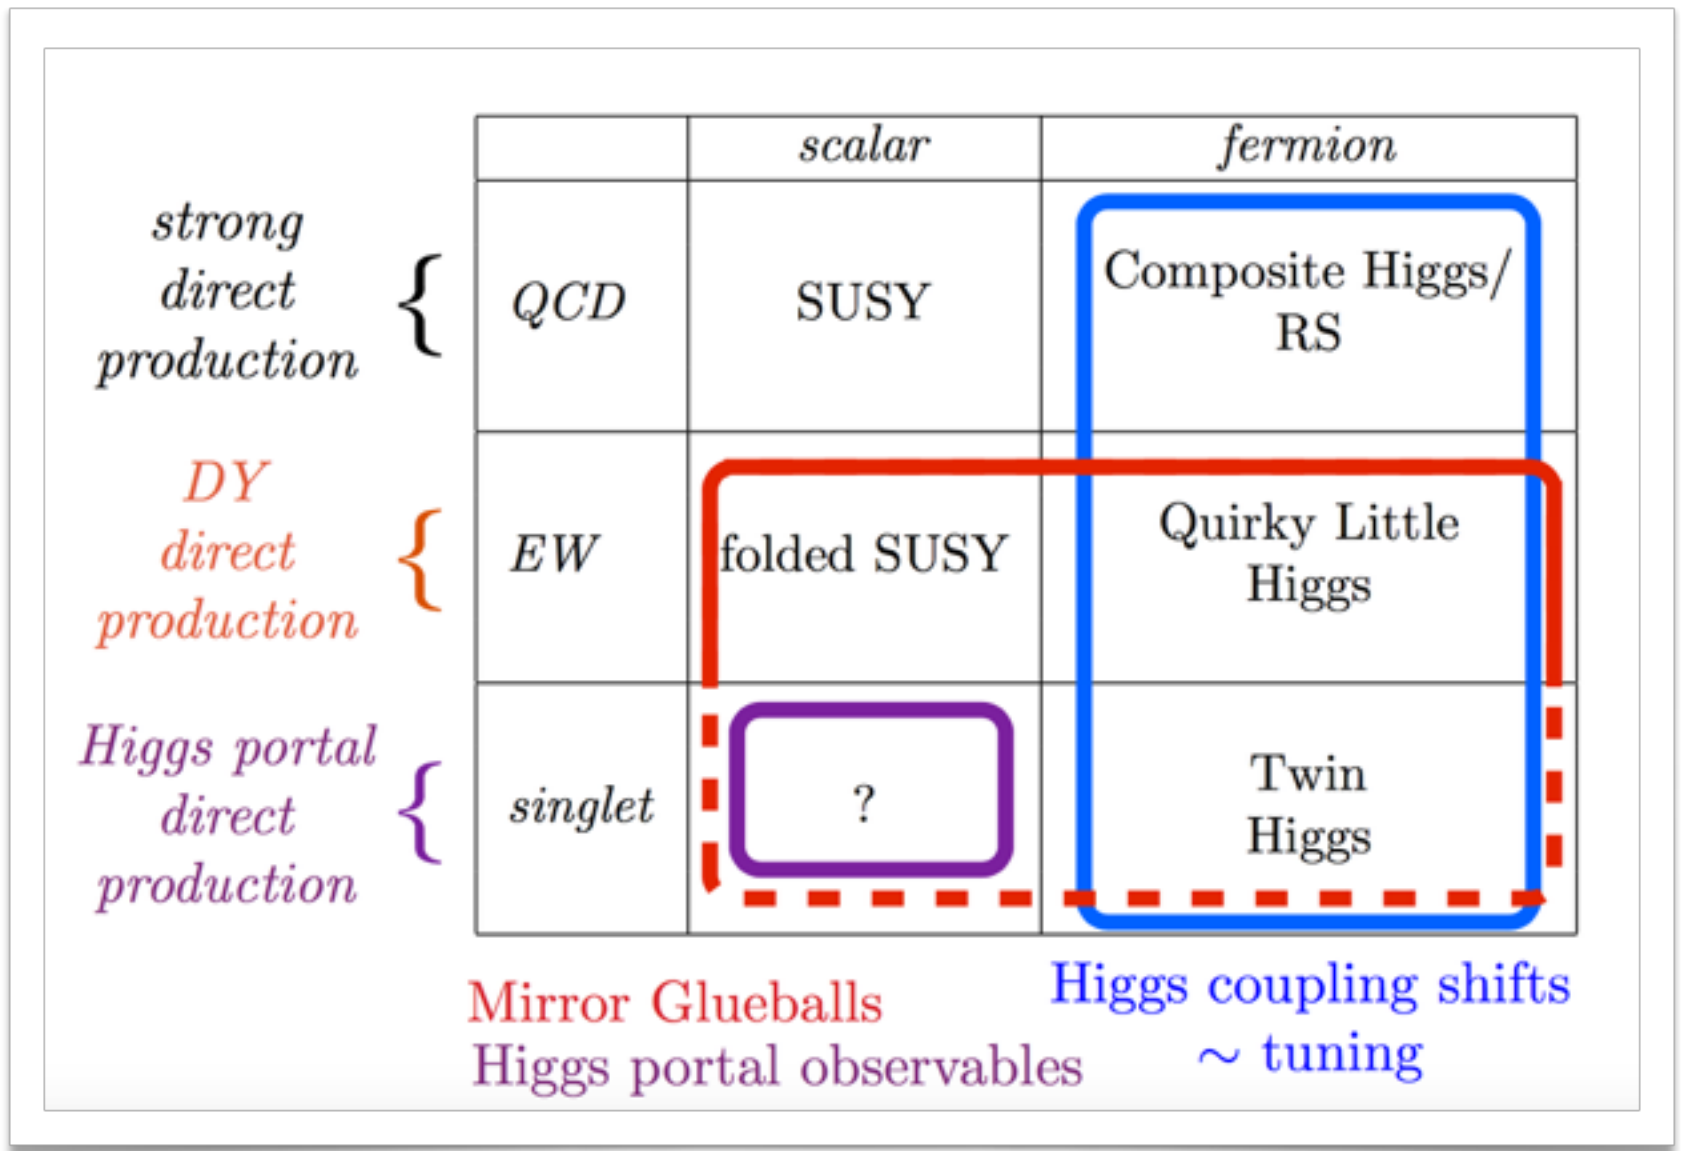 scalar fermion
strong
direct
production
QCD SUSY Composite Higgs/
RS
DY
direct
production
EW folded SUSY Quirky Little
Higgs
Higgs portal
direct
production
singlet ? Twin
Higgs
Mirror Glueballs
Higgs portal observables
Higgs coupling shifts
~ tuning